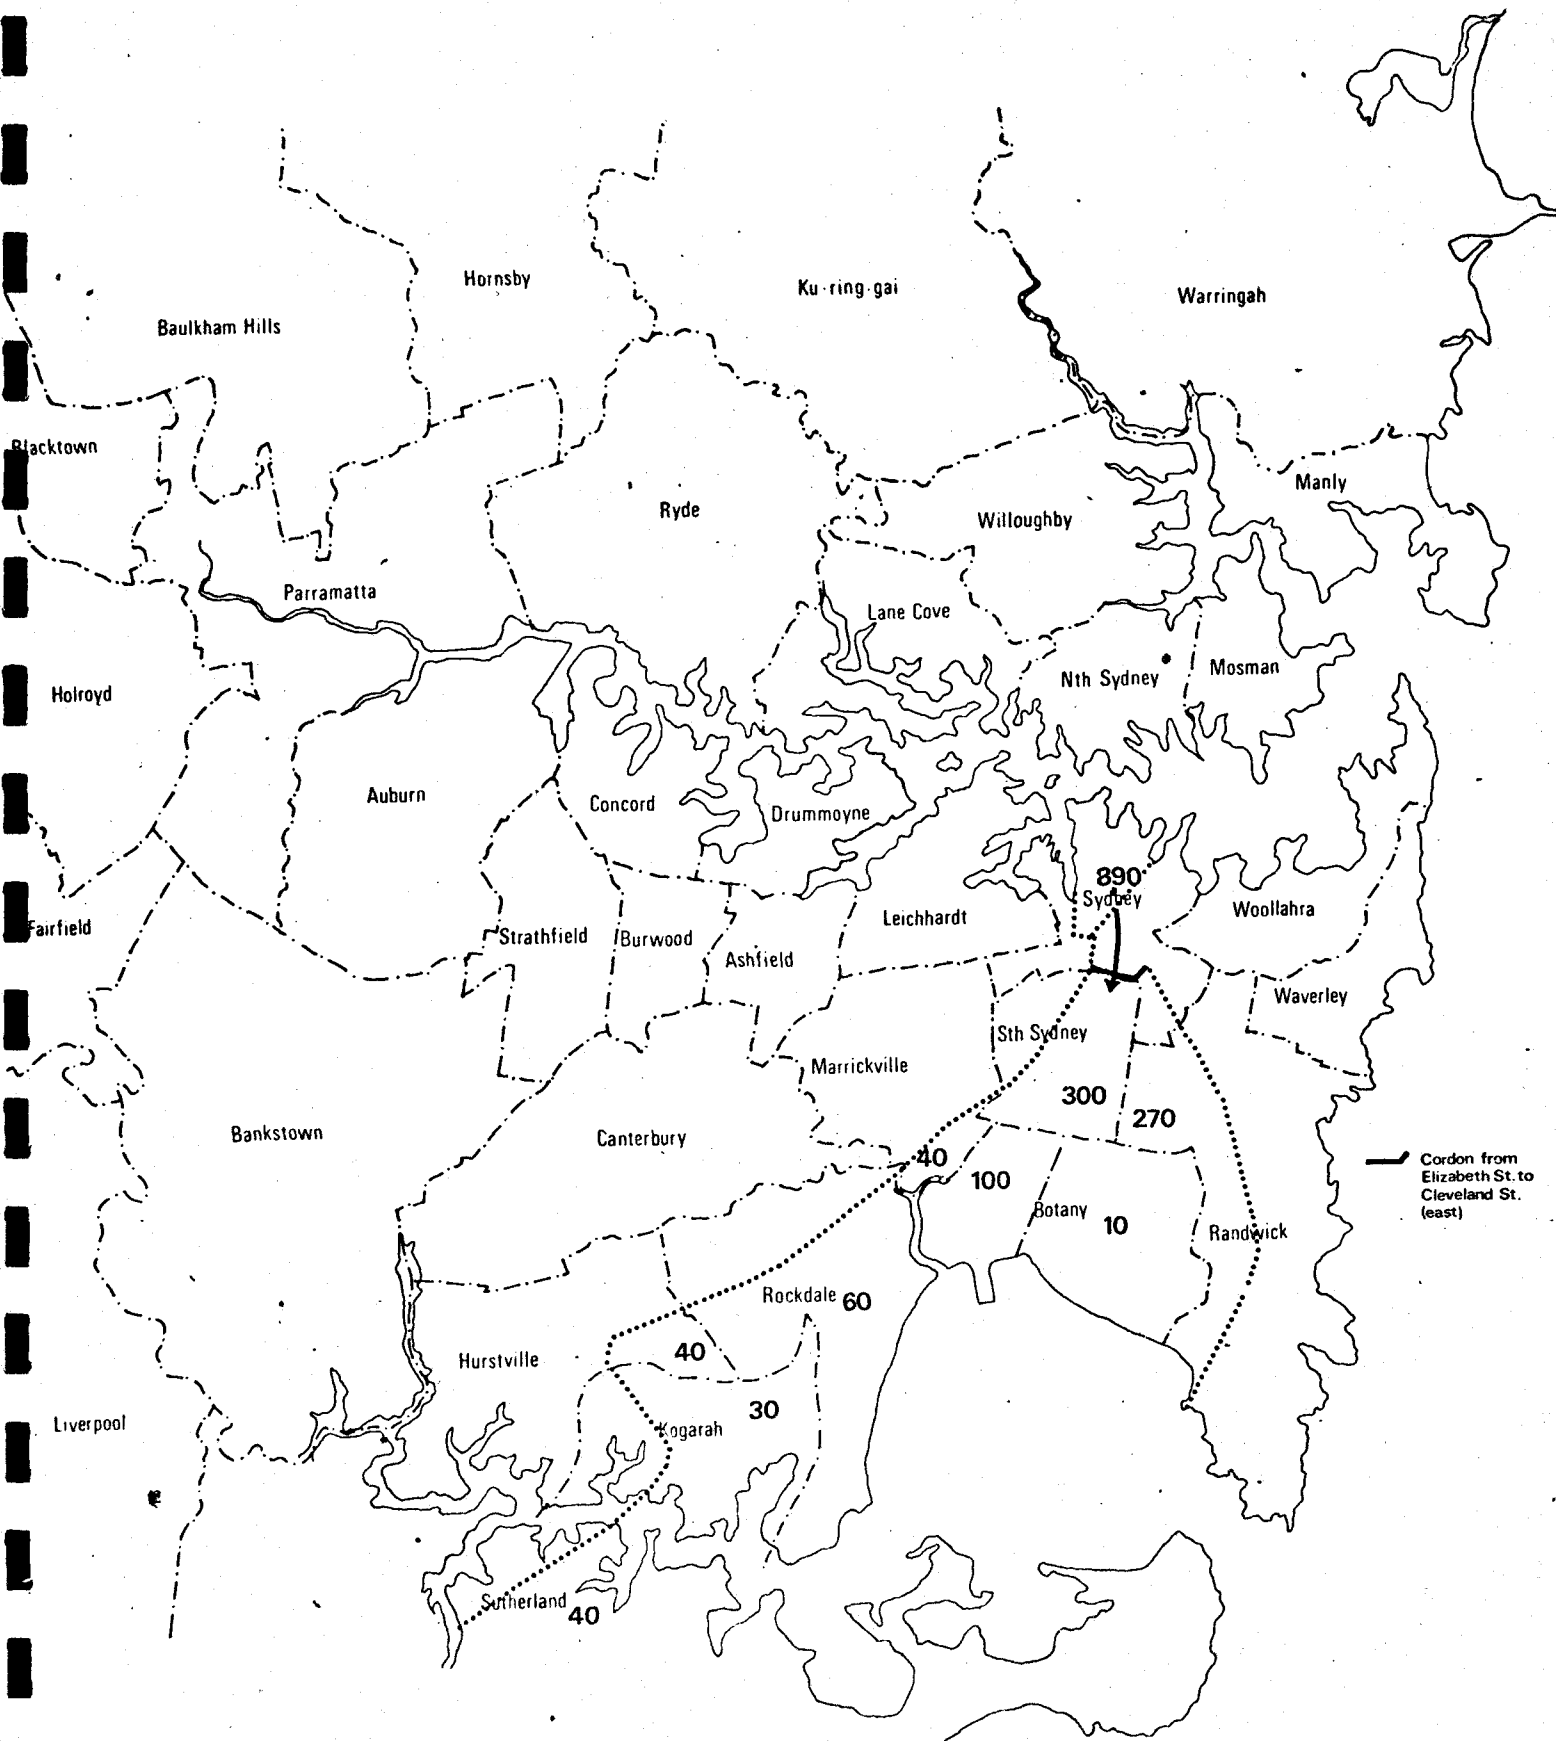 Hornsby
Ku-ring-gai
Warringah
Baulkham Hills
Blacktown
Manly
Ryde
Willoughby
Parramatta
Lane Cove
Holroyd
Nth Sydney
Mosman
Auburn
Concord
Drummoyne
890
Sydney
Leichhardt
Woollahra
Fairfield
Strathfield
Burwood
Ashfield
Waverley
Sth Sydney
Marrickville
300
270
Bankstown
Canterbury
40
100
Cordon from
Elizabeth St. to
Cleveland St.
(east)
Botany
10
Randwick
Rockdale
60
Hurstville
40
30
Kogarah
Liverpool
Sutherland
40